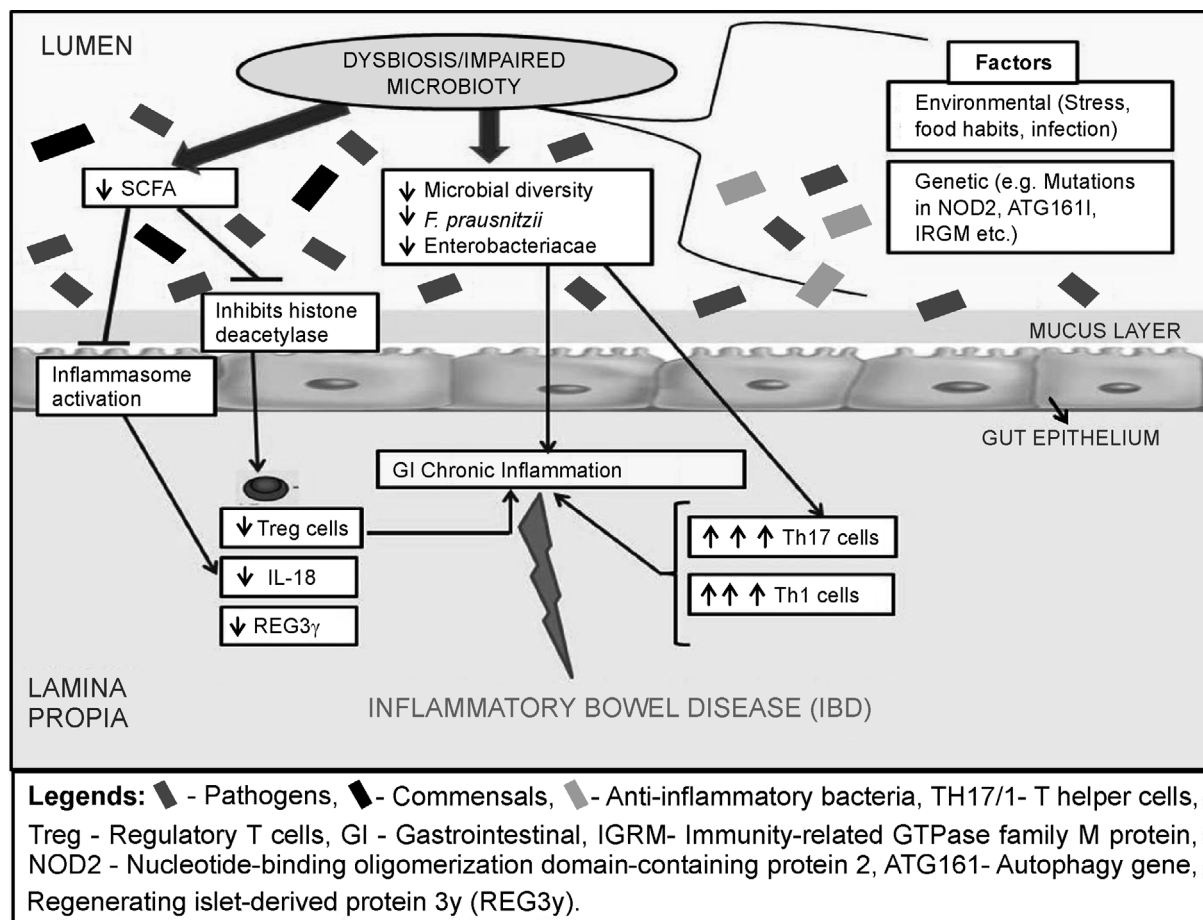 LUMEN
DYSBIOSIS/IMPAIRED
MICROBIOTY
Factors
Environmental (Stress,
food habits, infection)
Genetic (e.g. Mutations
in NOD2, ATG161I,
IRGM etc.)
↓ SCFA
↓ Microbial diversity
↓ F. prausnitzii
↓ Enterobacteriacae
Inhibits histone
deacetylase
MUCUS LAYER
Inflammasome
activation
GUT EPITHELIUM
GI Chronic Inflammation
↓ Treg cells
↓ IL-18
↓ REG3γ
↑ ↑ ↑ Th17 cells
↑↑ ↑ Th1 cells
LAMINA
PROPIA
INFLAMMATORY BOWEL DISEASE (IBD)
Legends: - Pathogens, - Commensals, - Anti-inflammatory bacteria, TH17/1- T helper cells,
Treg - Regulatory T cells, GI - Gastrointestinal, IGRM- Immunity-related GTPase family M protein,
NOD2 - Nucleotide-binding oligomerization domain-containing protein 2, ATG161- Autophagy gene,
Regenerating islet-derived protein 3y (REG3y).